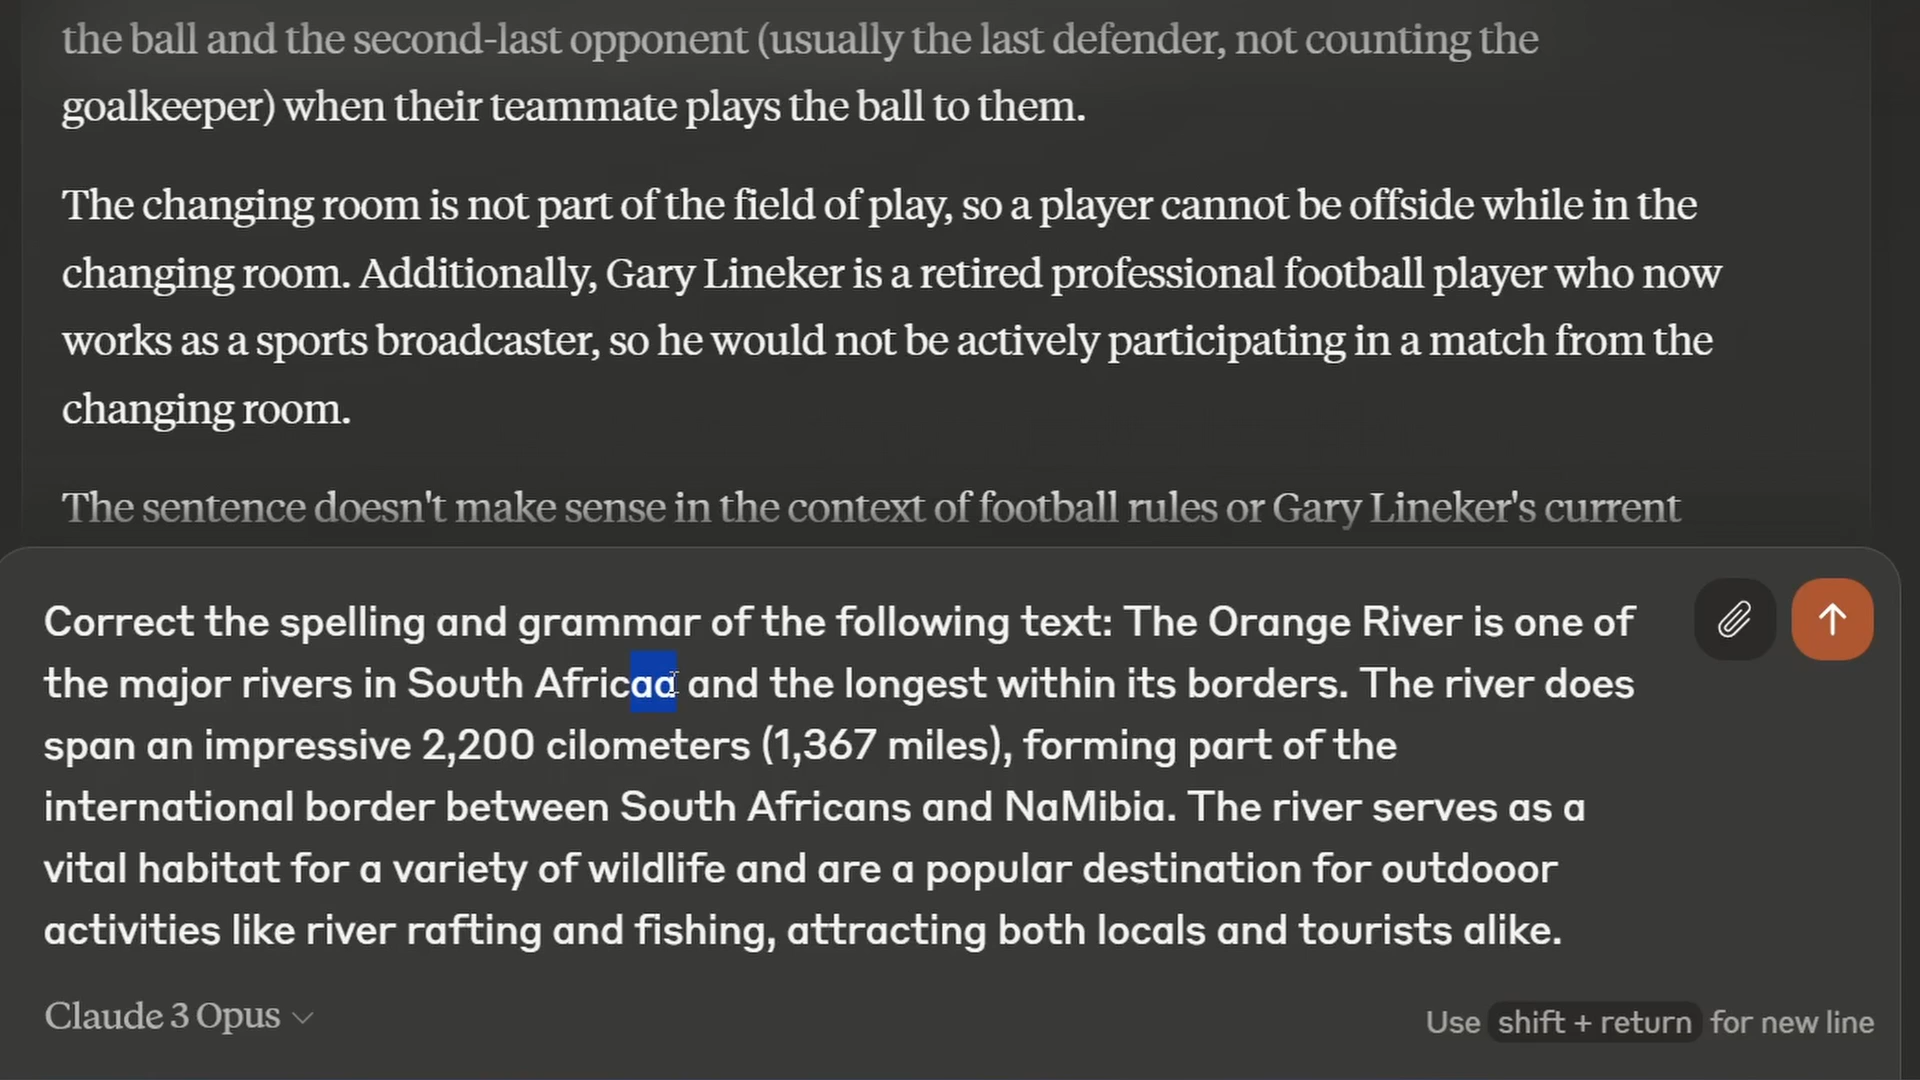 the ball and the second-last opponent (usually the last defender, not counting the
goalkeeper) when their teammate plays the ball to them.
The changing room is not part of the field of play, so a player cannot be offside while in the
changing room. Additionally, Gary Lineker is a retired professional football player who now
works as a sports broadcaster, so he would not be actively participating in a match from the
changing room.
The sentence doesn't make sense in the context of football rules or Gary Lineker's current
Correct the spelling and grammar of the following text: The Orange River is one of
the major rivers in South Africaa and the longest within its borders. The river does
span an impressive 2,200 cilometers (1,367 miles), forming part of the
international border between South Africans and NaMibia. The river serves as a
vital habitat for a variety of wildlife and are a popular destination for outdooor
activities like river rafting and fishing, attracting both locals and tourists alike.
Claude 3 Opus
Use shift + return for new line